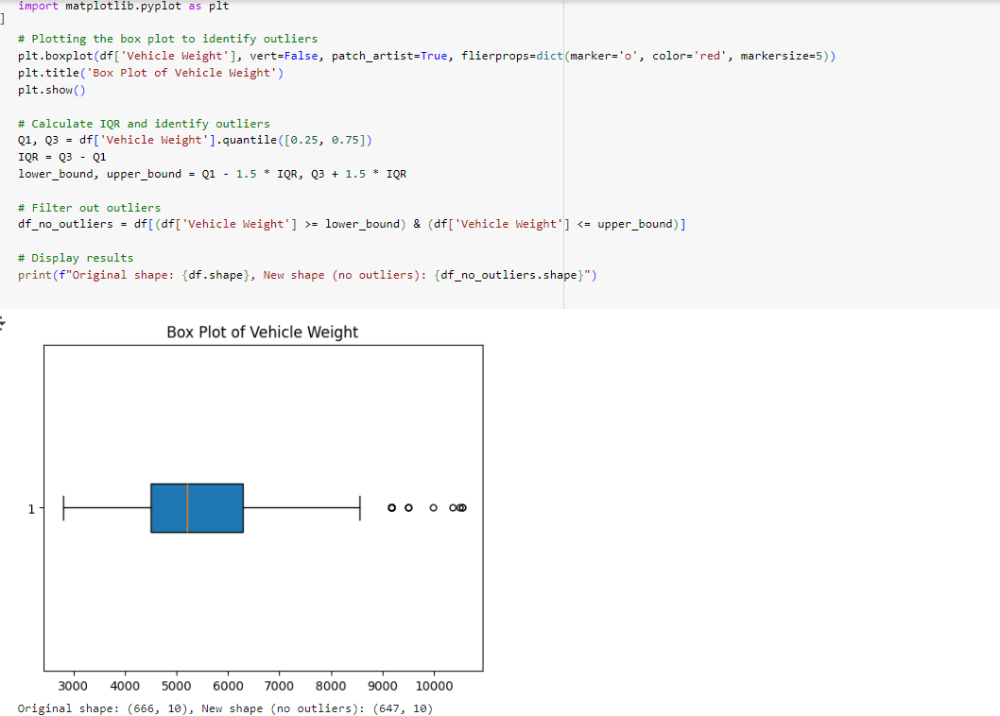 import matplotlib.pyplot as plt
]
# Plotting the box plot to identify outliers
plt.boxplot(df['Vehicle Weight'], vert=False, patch_artist=True, flierprops=dict(marker='o', color='red', markersize=5))
plt.title('Box Plot of Vehicle Weight')
plt.show()
# Calculate IQR and identify outliers
Q1, Q3 = df['Vehicle Weight'].quantile([0.25, 0.75])
IQR = Q3 - Q1
lower_bound, upper_bound = Q1 - 1.5 * IQR, Q3 + 1.5 * IQR
# Filter out outliers
df_no_outliers = df[(df['Vehicle Weight'] >= lower_bound) & (df['Vehicle Weight'] <= upper_bound)]
# Display results
print(f"Original shape: {df.shape}, New shape (no outliers): {df_no_outliers.shape}")
Box Plot of Vehicle Weight
1
3000 4000 5000 6000 7000 8000 9000 10000
Original shape: (666, 10), New shape (no outliers): (647, 10)